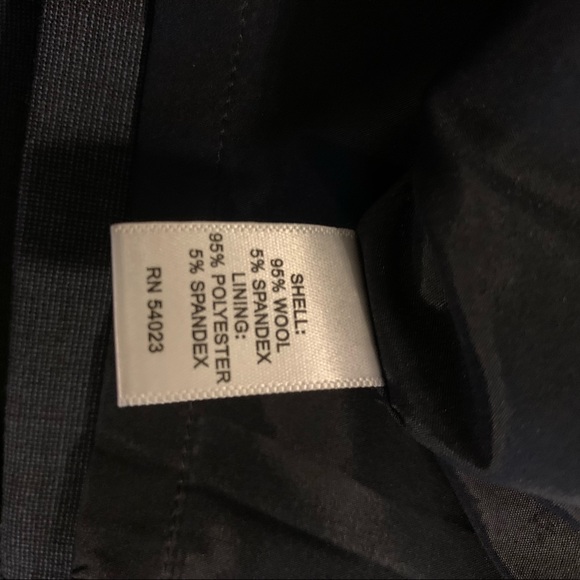 SHELL:
95% WOOL
5% SPANDEX
LINING:
95% POLYESTER
5% SPANDEX
RN 54023